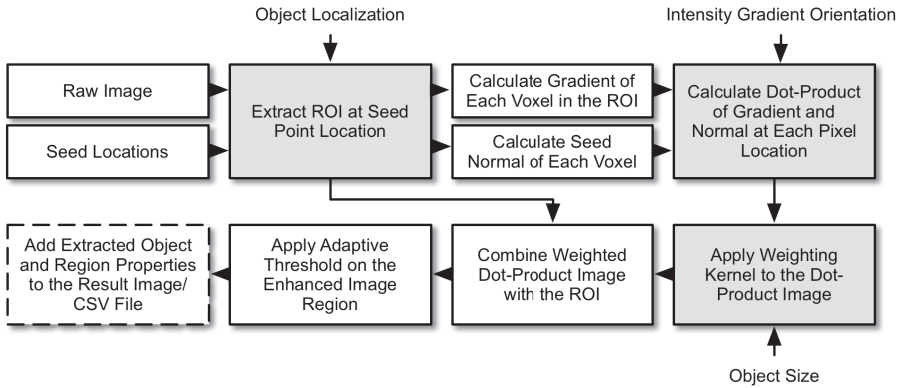 Object Localization
Intensity Gradient Orientation
Raw Image
Seed Locations
Extract ROI at Seed
Point Location
Calculate Gradient of
Each Voxel in the ROI
Calculate Seed
Normal of Each Voxel
Calculate Dot-Product
of Gradient and
Normal at Each Pixel
Location
Add Extracted Object
and Region Properties
to the Result Image/
CSV File
Apply Adaptive
Threshold on the
Enhanced Image
Region
Combine Weighted
Dot-Product Image
with the ROI
Apply Weighting
Kernel to the Dot-
Product Image
Object Size